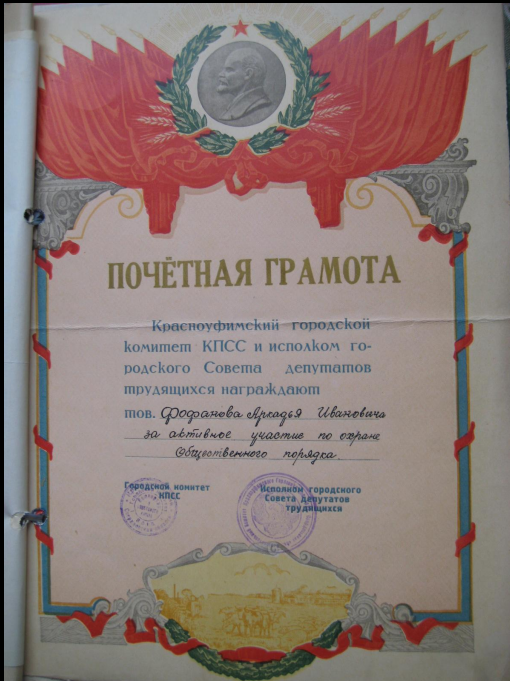 ПОЧЁТНАЯ ГРАМОТА
Красноуфимский городской
комитет КПСС и исполком го-
родского Совета депутатов
трудящихся награждают
тов. Фофанова Аркадья Ивановича
за активное участие по охране
общественного порядка.
Городской комитет
КПСС
Исполком городского
Совета депутатов
трудящихся